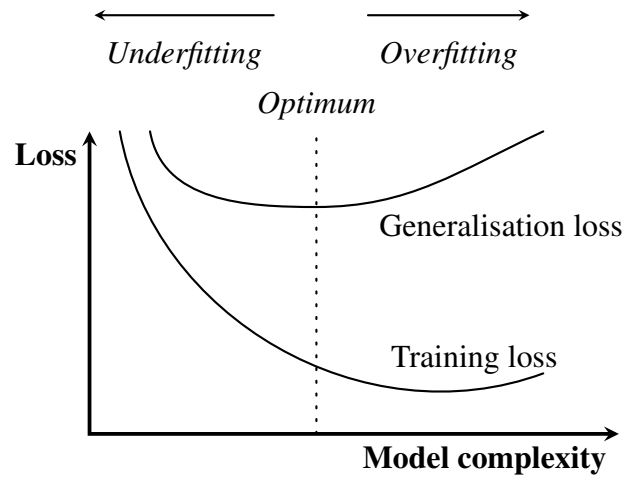 Underfitting
Overfitting
Optimum
Loss
Generalisation loss
Training loss
Model complexity